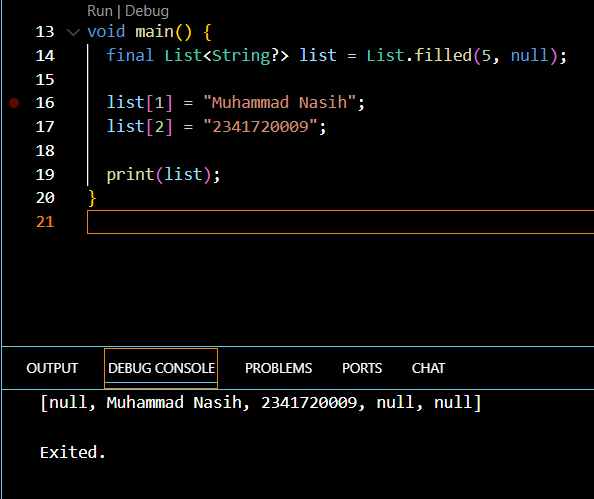 Run | Debug
13 void main() {
14 final List<String?> list = List.filled(5, null);
15
16 list[1] = "Muhammad Nasih";
17 list[2] = "2341720009";
18
19 print(list);
20 }
21
OUTPUT DEBUG CONSOLE PROBLEMS PORTS CHAT
[null, Muhammad Nasih, 2341720009, null, null]
Exited.